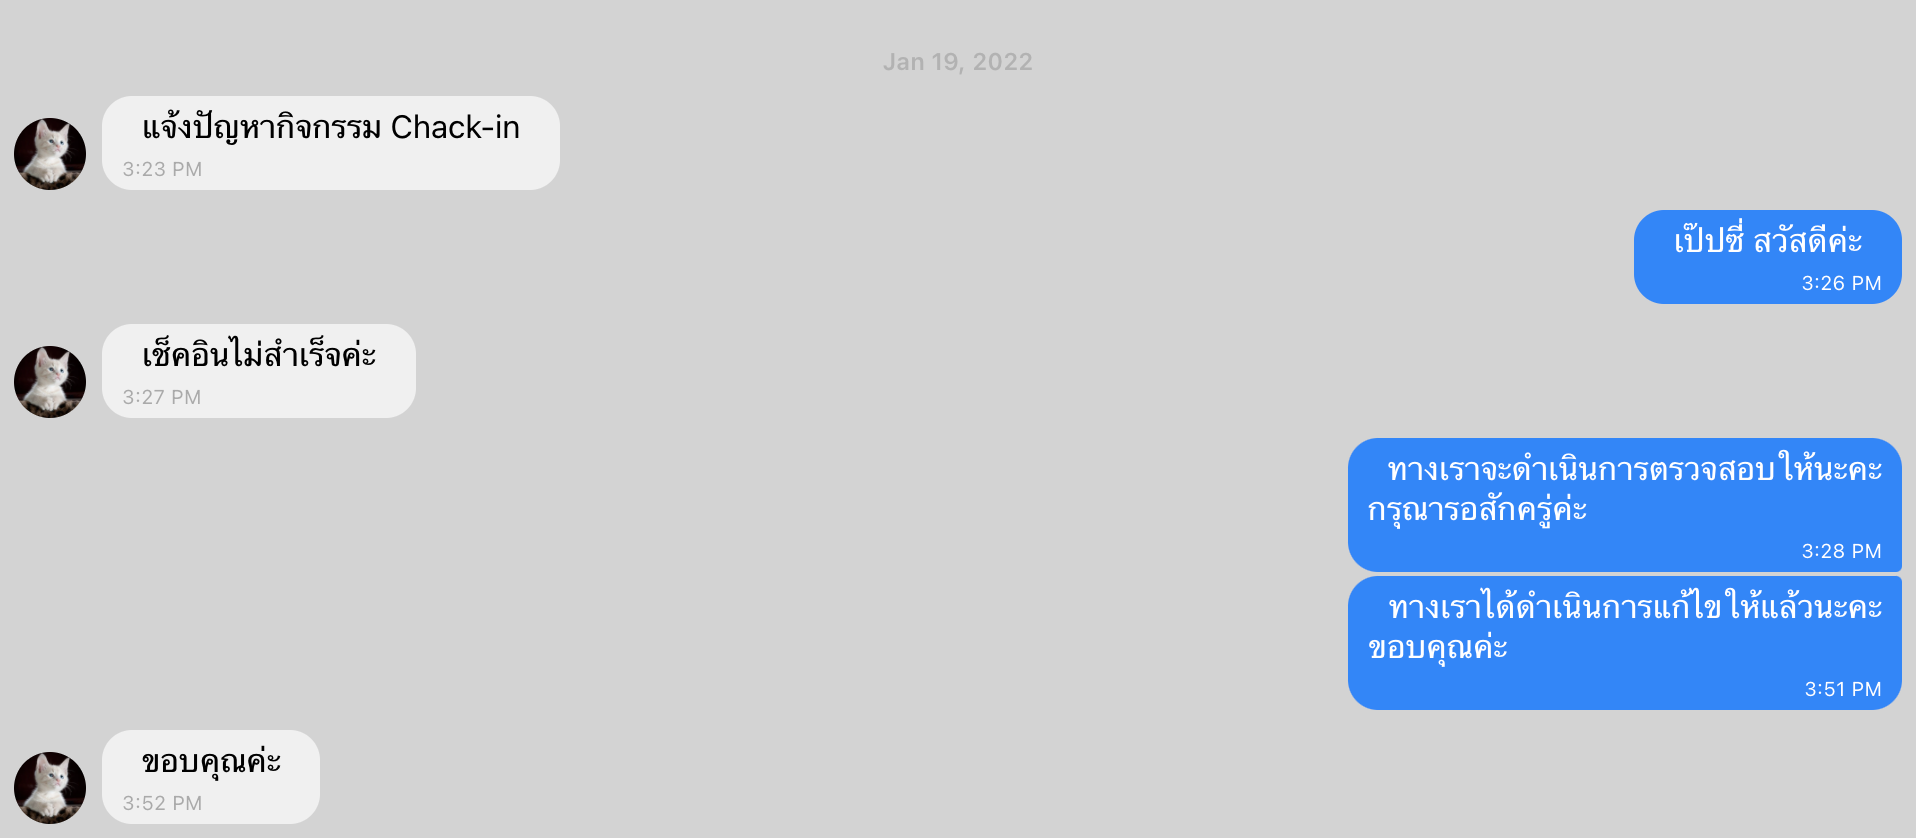 Jan 19, 2022
แจ้งปัญหากิจกรรม Chack-in
3:23 PM
เป๊ปซี่ สวัสดีค่ะ
3:26 PM
เช็คอินไม่สำเร็จค่ะ
3:27 PM
ทางเราจะดำเนินการตรวจสอบให้นะคะ
กรุณารอสักครู่ค่ะ
3:28 PM
ทางเราได้ดำเนินการแก้ไขให้แล้วนะคะ
ขอบคุณค่ะ
3:51 PM
ขอบคุณค่ะ
3:52 PM